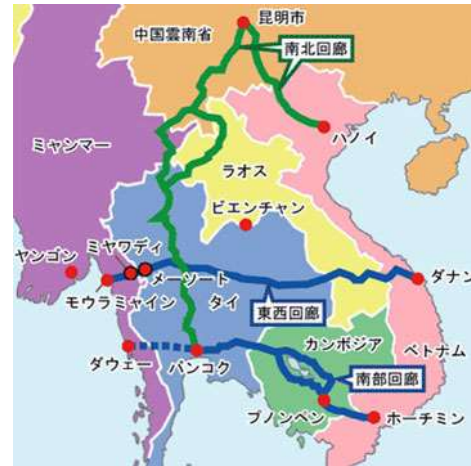 昆明市
中国雲南省
南北回廊
ハノイ
ミャンマー
ラオス
ビエンチャン
ミヤワディ
ヤンゴン
メーソート
ダナン
モウラミャイン
タイ
東西回廊
カンボジア
ベトナム
ダウェー
バンコク
南部回廊
プノンペン
ホーチミン